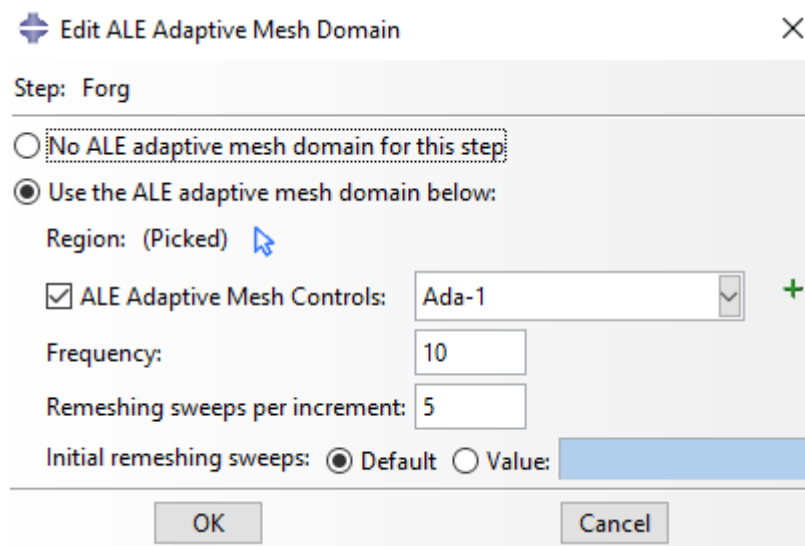 Edit ALE Adaptive Mesh Domain
Step: Forg
No ALE adaptive mesh domain for this step
Use the ALE adaptive mesh domain below:
Region: (Picked)
ALE Adaptive Mesh Controls: Ada-1
Frequency: 10
Remeshing sweeps per increment: 5
Initial remeshing sweeps: Default Value:
OK Cancel